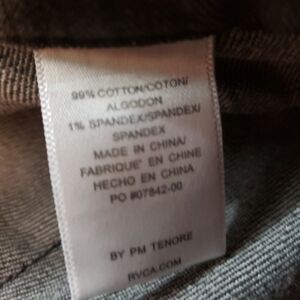 99% COTTON/COTON/
ALGODON
1% SPANDEX/SPANDEX/
SPANDEX
MADE IN CHINA/
FABRIQUE' EN CHINE
HECHO EN CHINA
PO #07842-00
BY PM TENORE
RVCA.COM